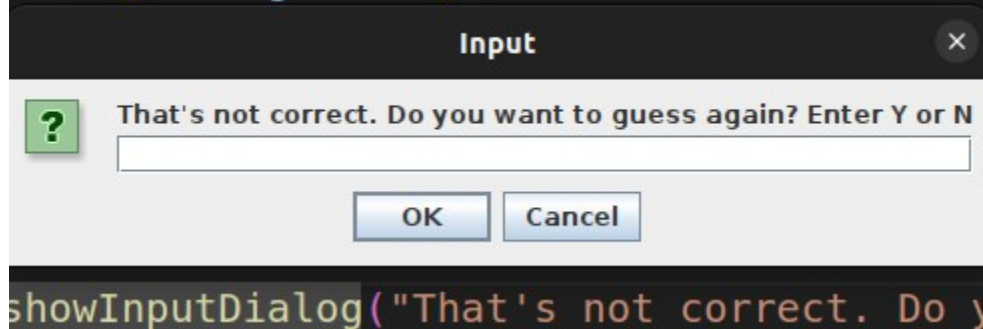 Input
That's not correct. Do you want to guess again? Enter Y or N
OK Cancel
showInputDialog("That's not correct. Do